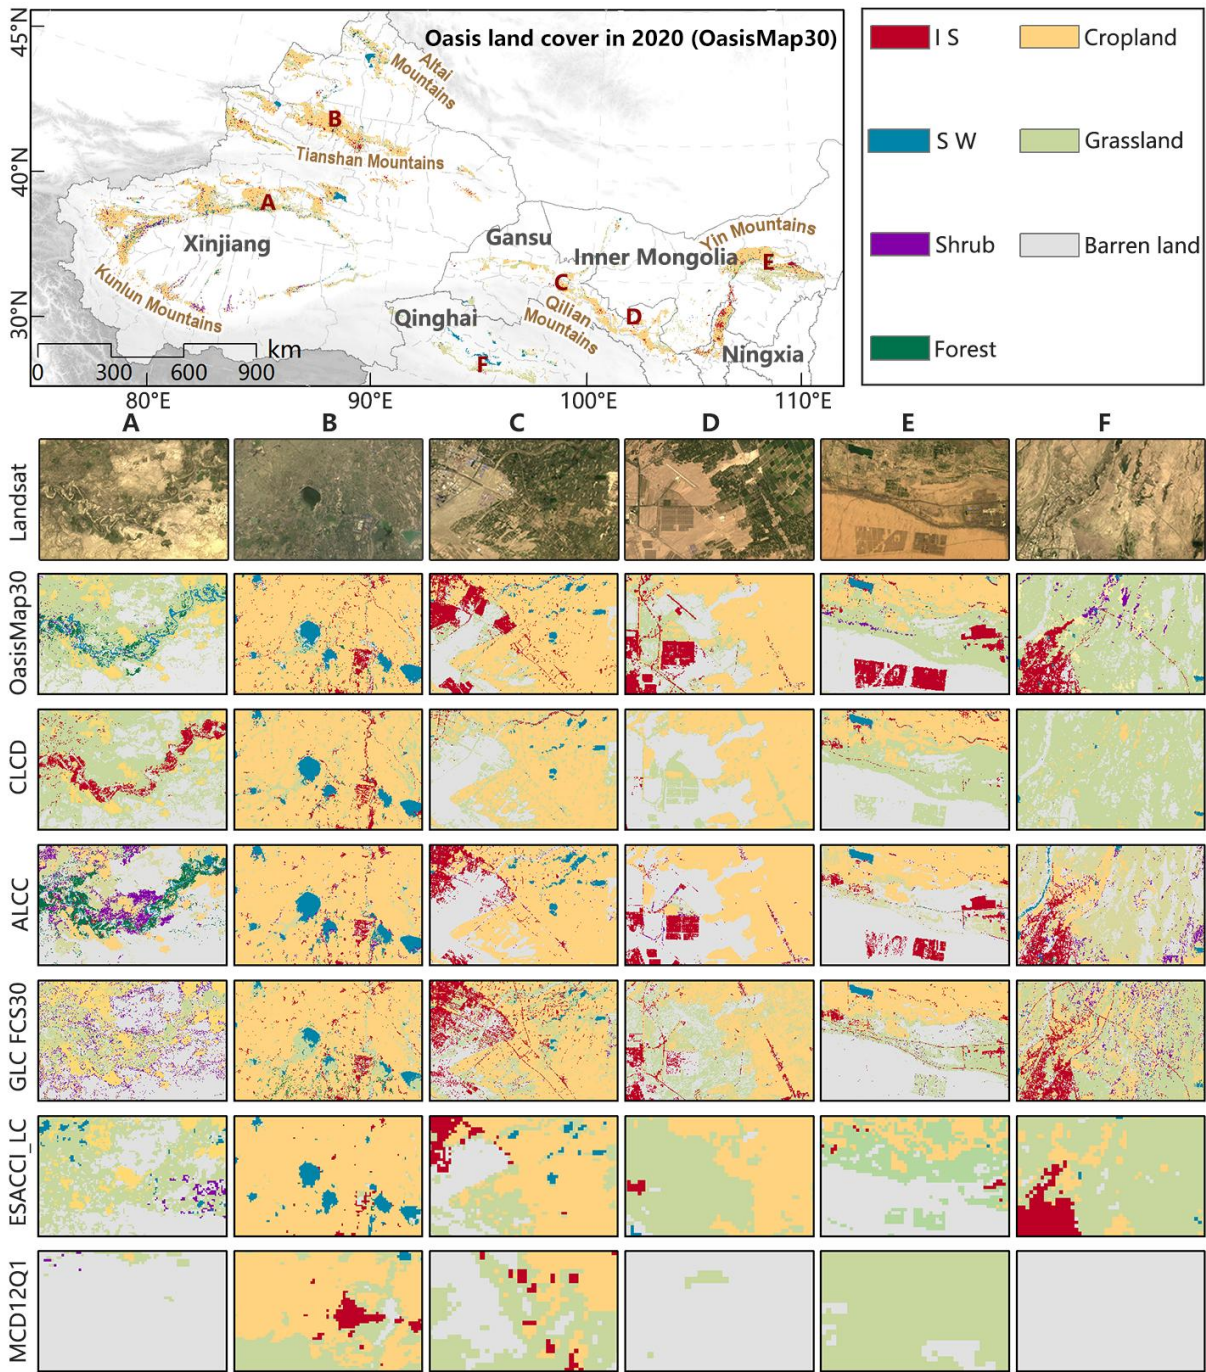 Oasis land cover in 2020 (OasisMap30)
45°N
40°N
30°N
Altai
Mountains
B
Tianshan Mountains
A
Xinjiang
Kunlun Mountains
Gansu
Inner Mongolia
Yin Mountains
E
C
Qilian
Mountains
D
Qinghai
F
Ningxia
0 300 600 900 km
80°E 90°E 100°E 110°E
I S
Cropland
S W
Grassland
Shrub
Barren land
Forest
A B C D E F
Landsat
OasisMap30
CLCD
ALCC
GLC FCS30
ESACCI_LC
MCD12Q1